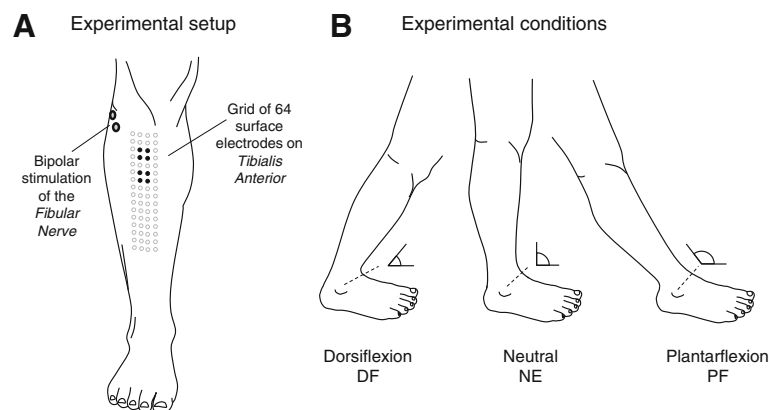 A Experimental setup
Grid of 64
surface
electrodes on
Tibialis
Anterior
Bipolar
stimulation
of the
Fibular
Nerve
B Experimental conditions
Dorsiflexion
DF
Neutral
NE
Plantarflexion
PF